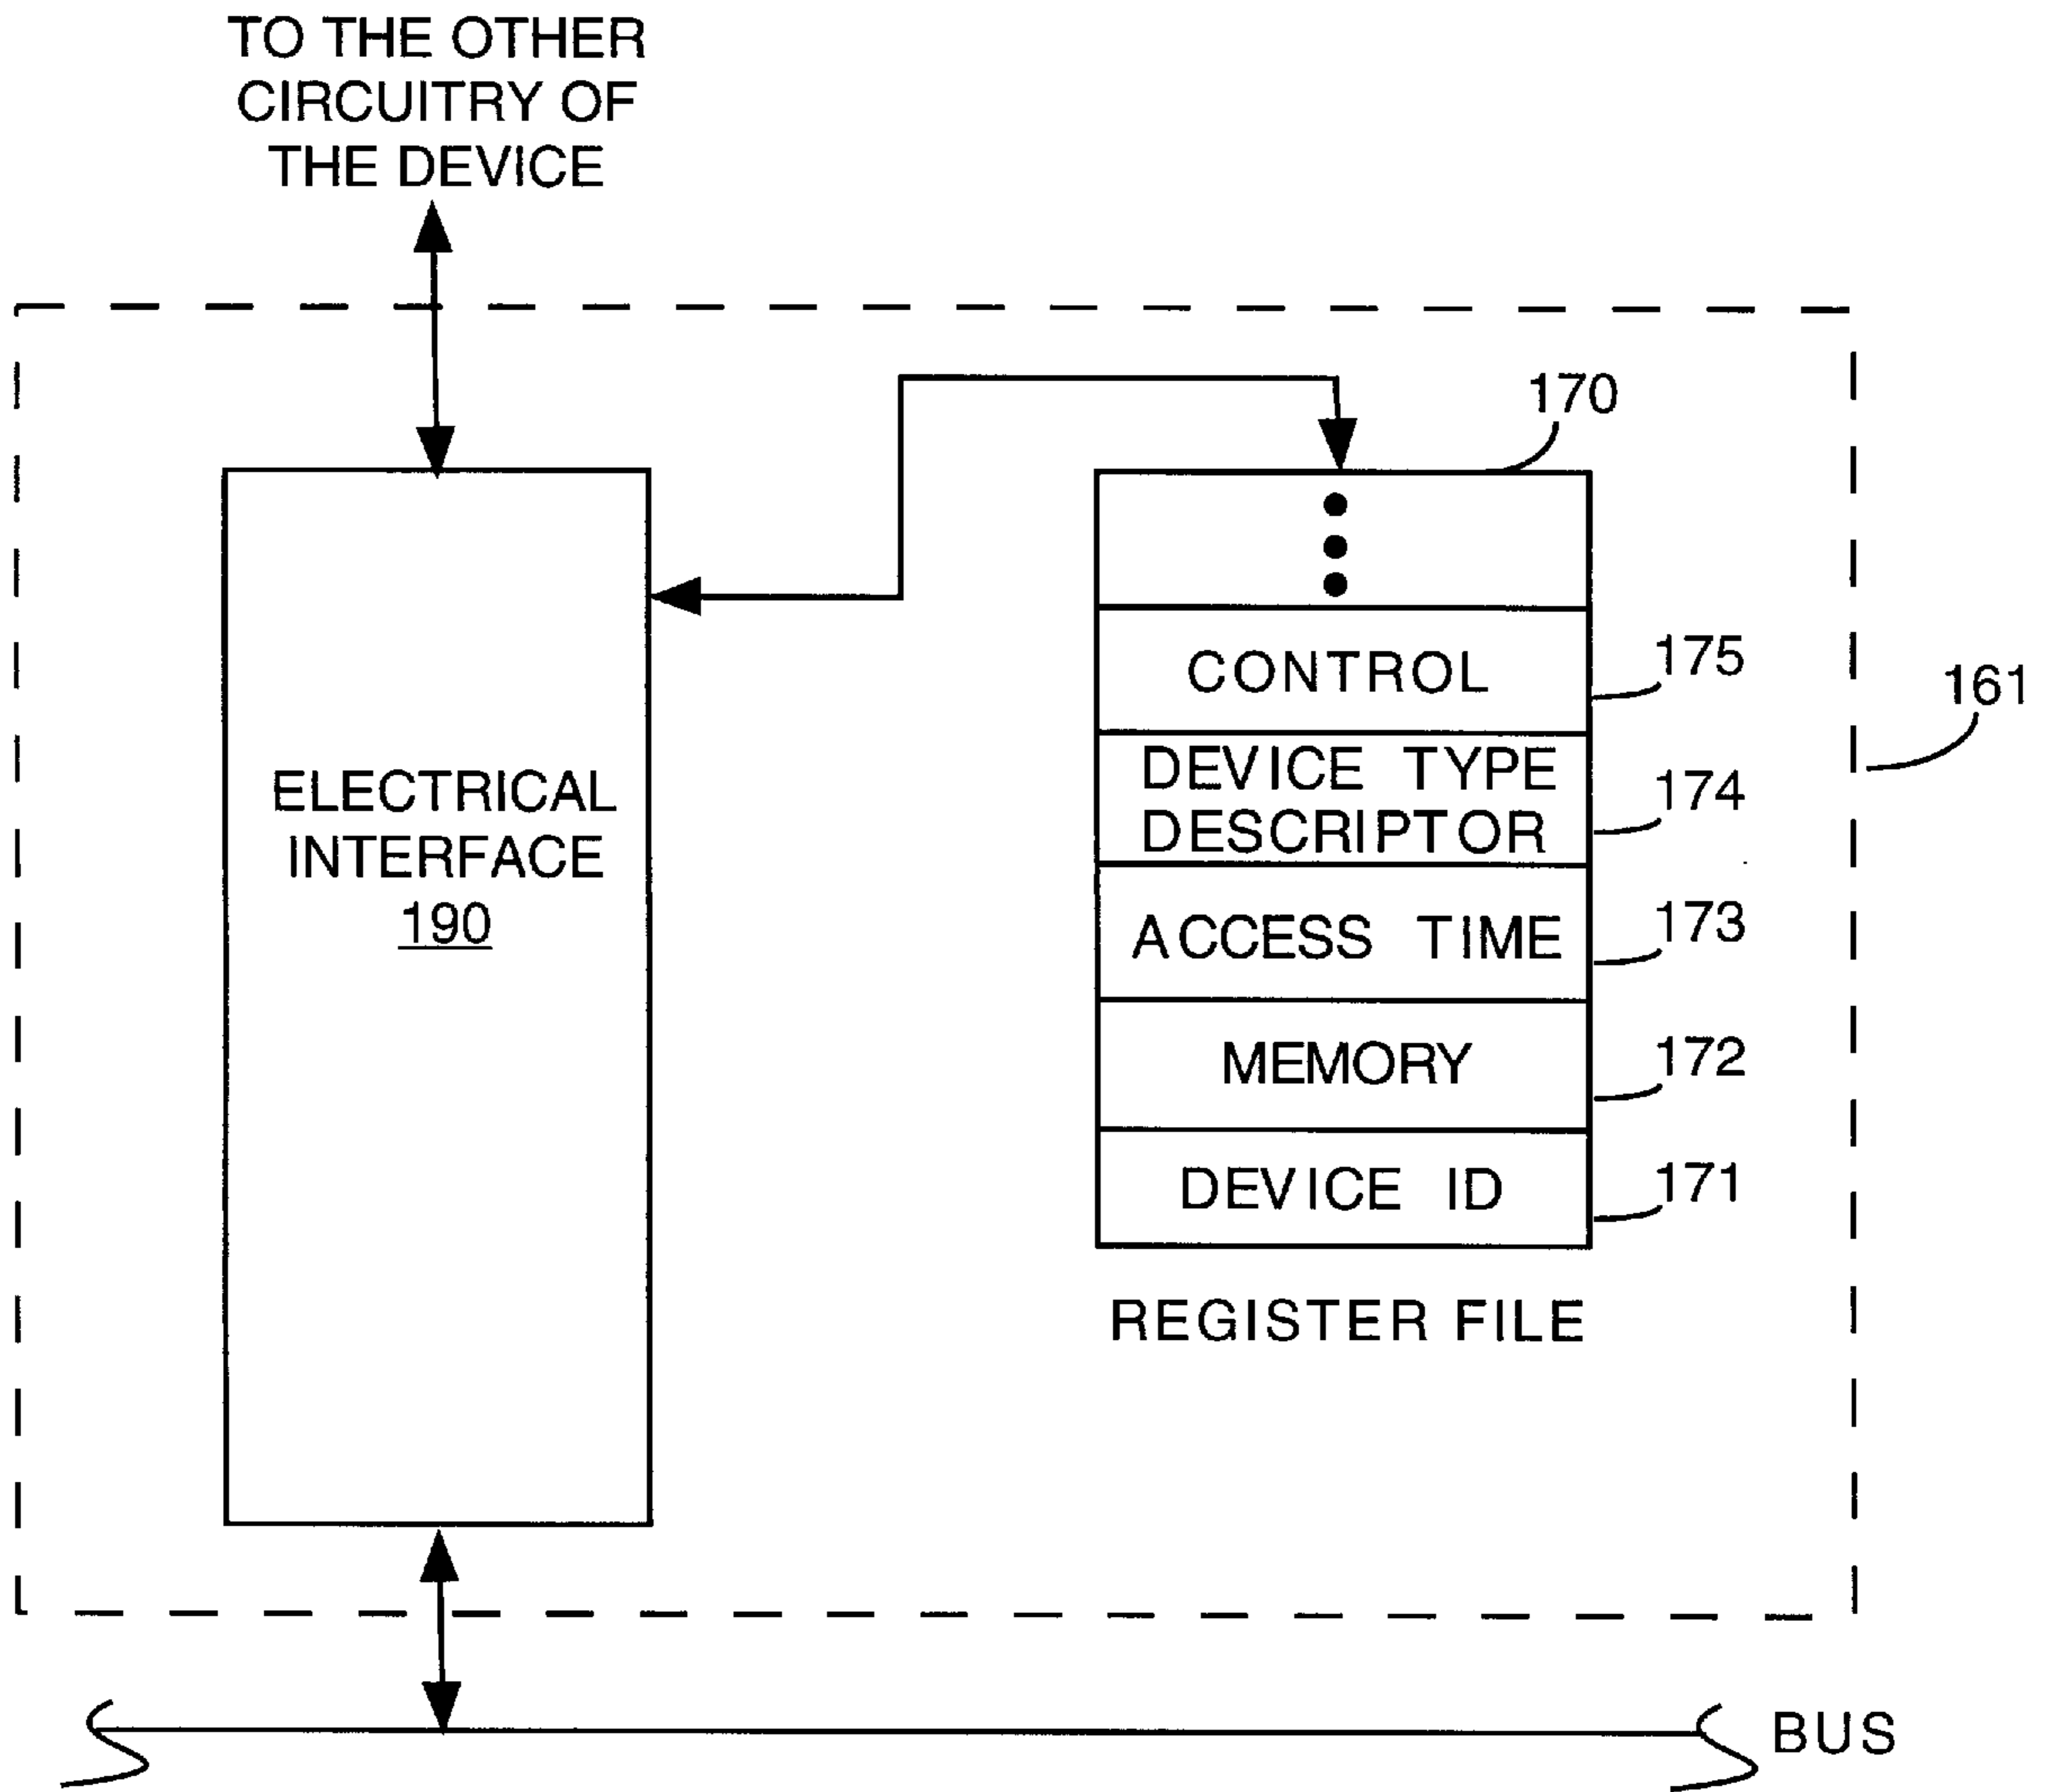 TO THE OTHER
CIRCUITRY OF
THE DEVICE
170
CONTROL
175
161
DEVICE TYPE
DESCRIPTOR
174
ELECTRICAL
INTERFACE
190
ACCESS TIME
173
MEMORY
172
DEVICE ID
171
REGISTER FILE
BUS